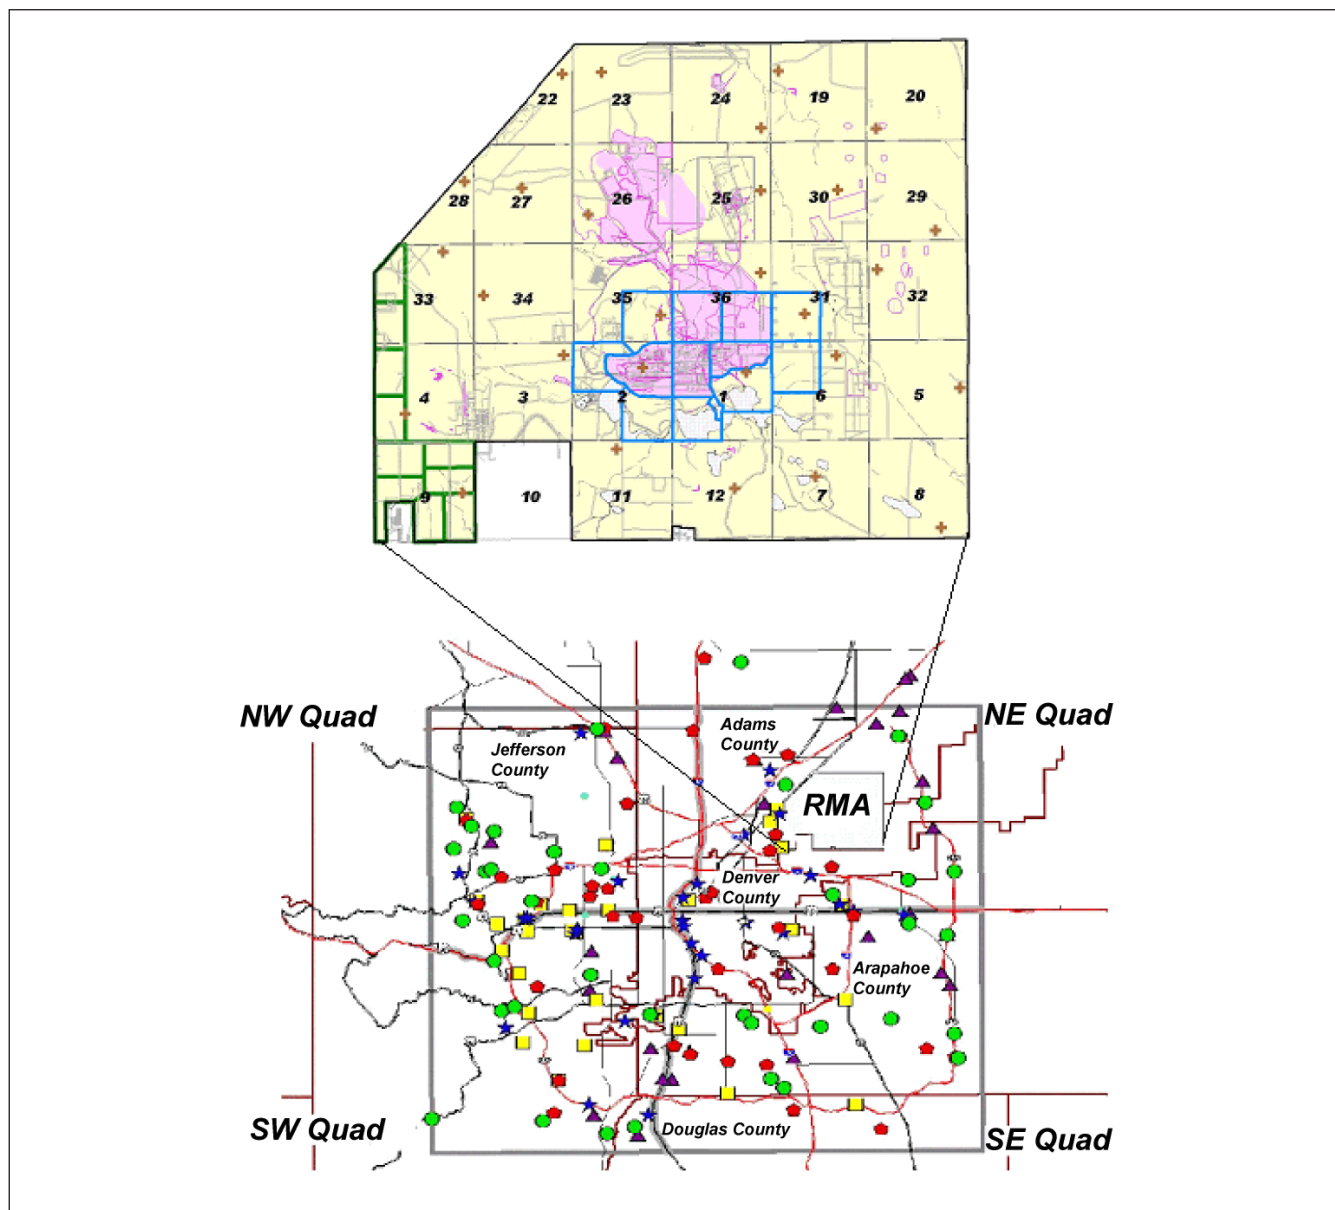 22 23 24 19 20
28 27 26 25 30 29
33 34 35 36 31 32
4 3 2 1 6 5
9 10 11 12 7 8
NW Quad
NE Quad
Adams
County
Jefferson
County
RMA
Denver
County
Arapahoe
County
SW Quad
Douglas County
SE Quad